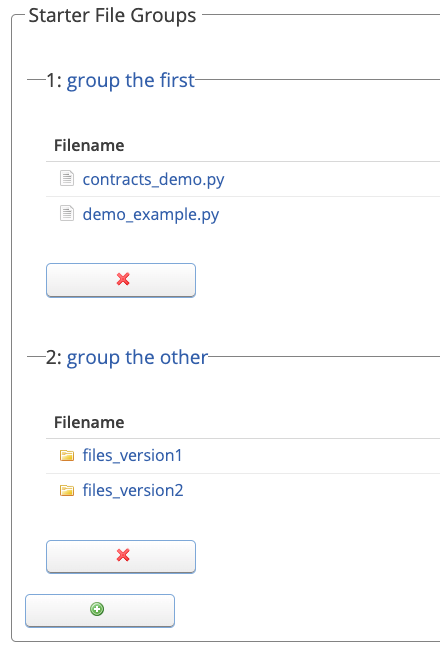 Starter File Groups
1: group the first
Filename
contracts_demo.py
demo_example.py
2: group the other
Filename
files_version1
files_version2